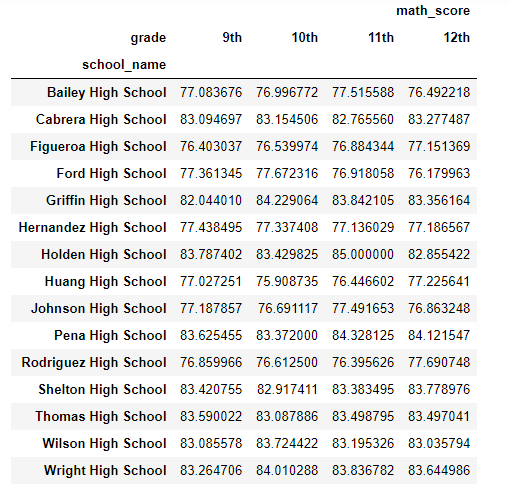 math_score
grade 9th 10th 11th 12th
school_name
Bailey High School 77.083676 76.996772 77.515588 76.492218
Cabrera High School 83.094697 83.154506 82.765560 83.277487
Figueroa High School 76.403037 76.539974 76.884344 77.151369
Ford High School 77.361345 77.672316 76.918058 76.179963
Griffin High School 82.044010 84.229064 83.842105 83.356164
Hernandez High School 77.438495 77.337408 77.136029 77.186567
Holden High School 83.787402 83.429825 85.000000 82.855422
Huang High School 77.027251 75.908735 76.446602 77.225641
Johnson High School 77.187857 76.691117 77.491653 76.863248
Pena High School 83.625455 83.372000 84.328125 84.121547
Rodriguez High School 76.859966 76.612500 76.395626 77.690748
Shelton High School 83.420755 82.917411 83.383495 83.778976
Thomas High School 83.590022 83.087886 83.498795 83.497041
Wilson High School 83.085578 83.724422 83.195326 83.035794
Wright High School 83.264706 84.010288 83.836782 83.644986